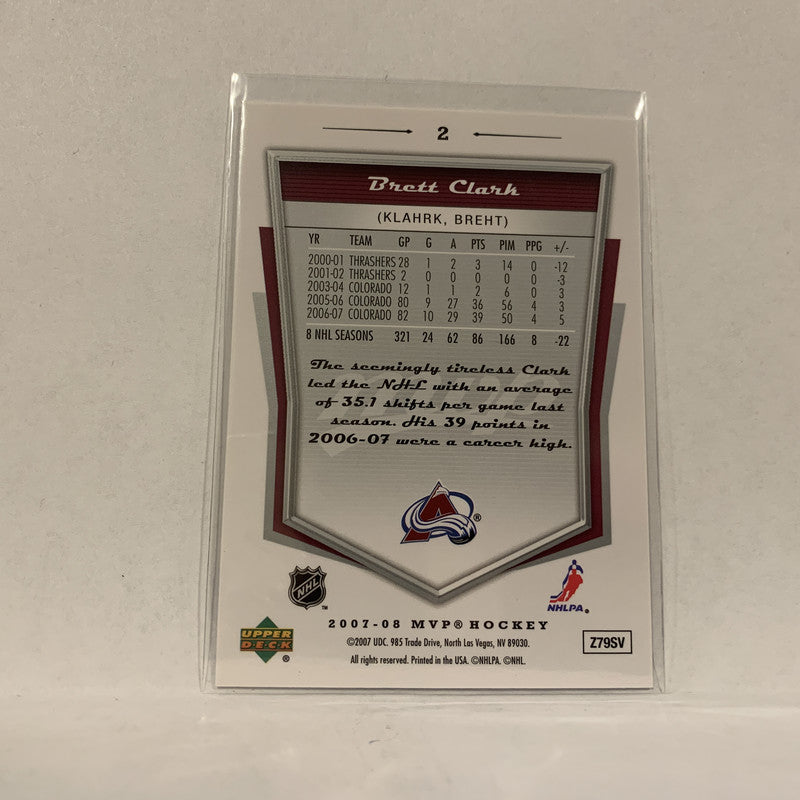 2
Brett Clark
(KLAHRK, BREHT)
YR TEAM GP G A PTS PIM PPG +/-
2000-01 THRASHERS 28 1 2 3 14 0 -12
2001-02 THRASHERS 2 0 0 0 0 0 -3
2003-04 COLORADO 12 1 1 2 6 0 3
2005-06 COLORADO 80 9 27 36 56 4 3
2006-07 COLORADO 82 10 29 39 50 4 5
8 NHL SEASONS 321 24 62 86 166 8 -22
The seemingly tireless Clark
led the NHL with an average
of 35.1 shifts per game last
season. His 39 points in
2006-07 were a career high.
A ®
NHL ™
NHLPA.®
2007-08 MVP® HOCKEY
UPPER DECK ®
©2007 UDC. 985 Trade Drive, North Las Vegas, NV 89030.
All rights reserved. Printed in the USA. ©NHLPA. ©NHL.
Z79SV